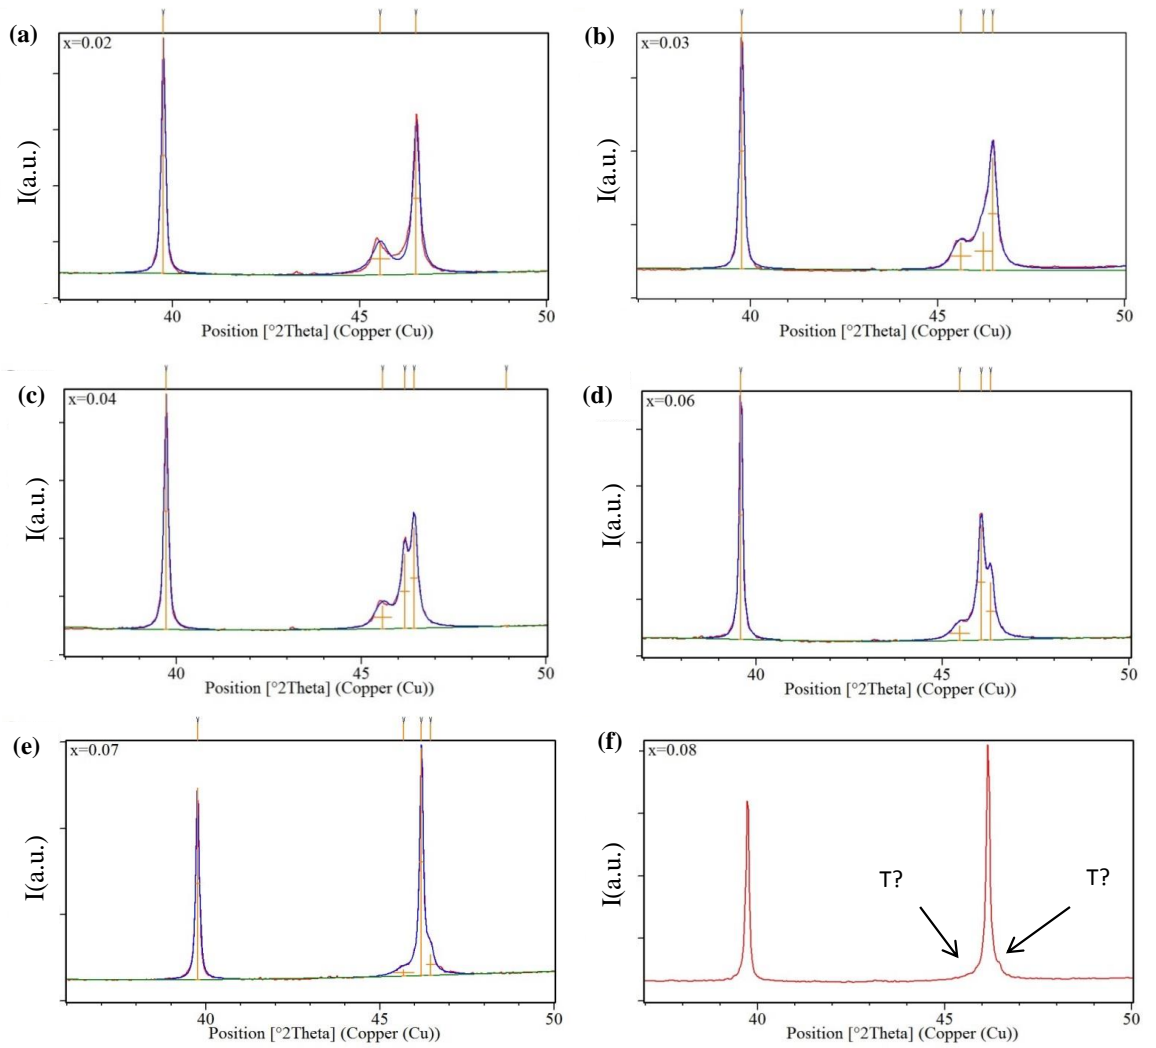 (a)
x=0.02
I(a.u.)
40
45
50
Position [°2Theta] (Copper (Cu))
(b)
x=0.03
I(a.u.)
40
45
50
Position [°2Theta] (Copper (Cu))
(c)
x=0.04
I(a.u.)
40
45
50
Position [°2Theta] (Copper (Cu))
(d)
x=0.06
I(a.u.)
40
45
50
Position [°2Theta] (Copper (Cu))
(e)
x=0.07
I(a.u.)
40
45
50
Position [°2Theta] (Copper (Cu))
(f)
x=0.08
T?
T?
I(a.u.)
40
45
50
Position [°2Theta] (Copper (Cu))